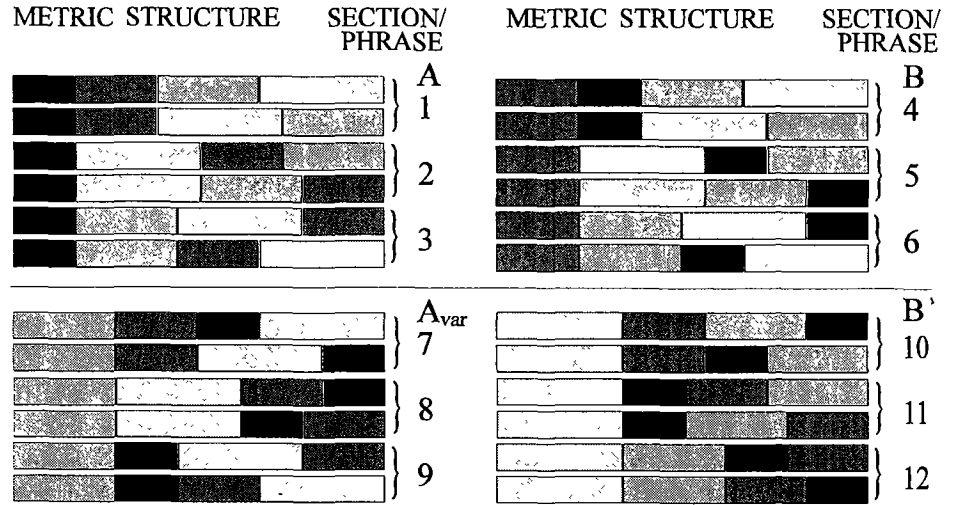 METRIC STRUCTURE SECTION/
PHRASE
A
1
2
3
METRIC STRUCTURE SECTION/
PHRASE
B
4
5
6
Avar
7
8
9
B'
10
11
12